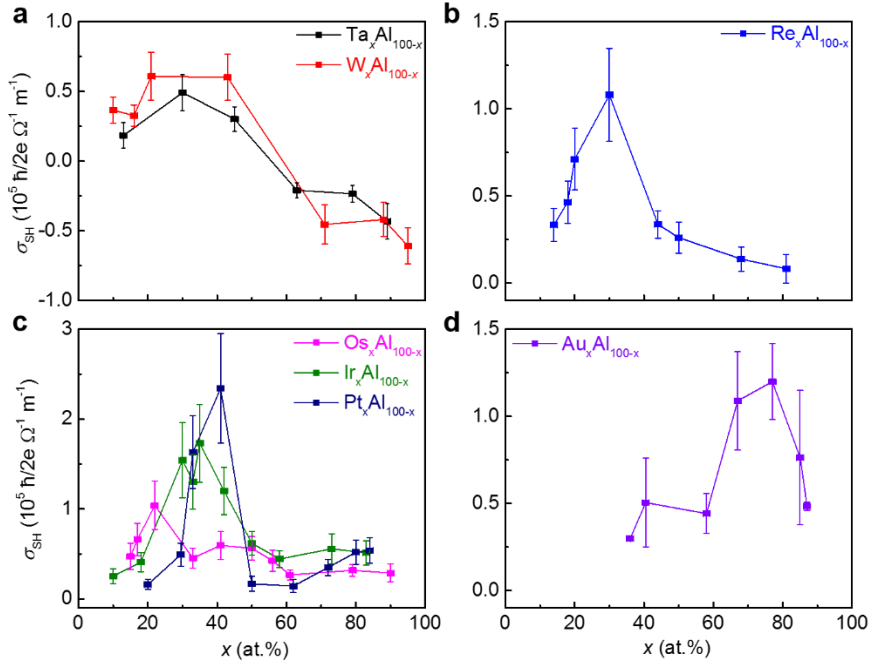 a
1.0
0.5
0.0
-0.5
-1.0
σSH (10⁵ ħ/2e Ω⁻¹ m⁻¹)
TaₓAl₁₀₀₋ₓ
WₓAl₁₀₀₋ₓ
b
1.5
1.0
0.5
0.0
ReₓAl₁₀₀₋ₓ
c
3
2
1
0
σSH (10⁵ ħ/2e Ω⁻¹ m⁻¹)
OsₓAl₁₀₀₋ₓ
IrₓAl₁₀₀₋ₓ
PtₓAl₁₀₀₋ₓ
0 20 40 60 80 100
x (at.%)
d
1.5
1.0
0.5
0.0
AuₓAl₁₀₀₋ₓ
0 20 40 60 80 100
x (at.%)